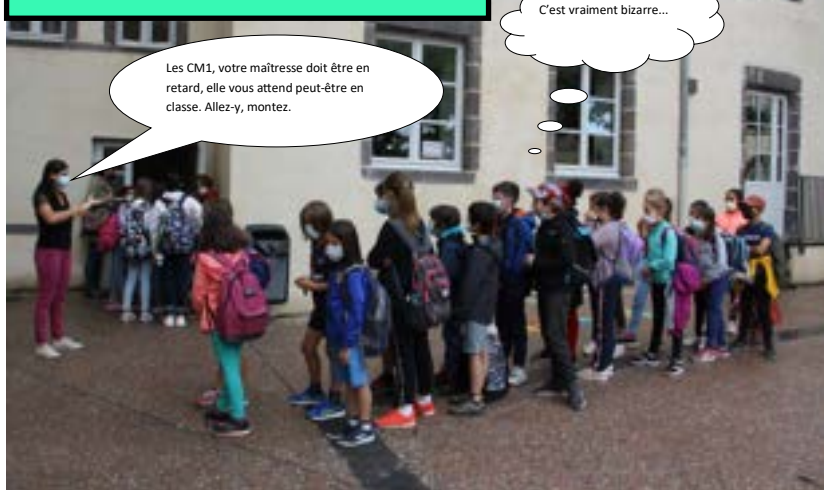 C'est vraiment bizarre...
Les CM1, votre maîtresse doit être en
retard, elle vous attend peut-être en
classe. Allez-y, montez.